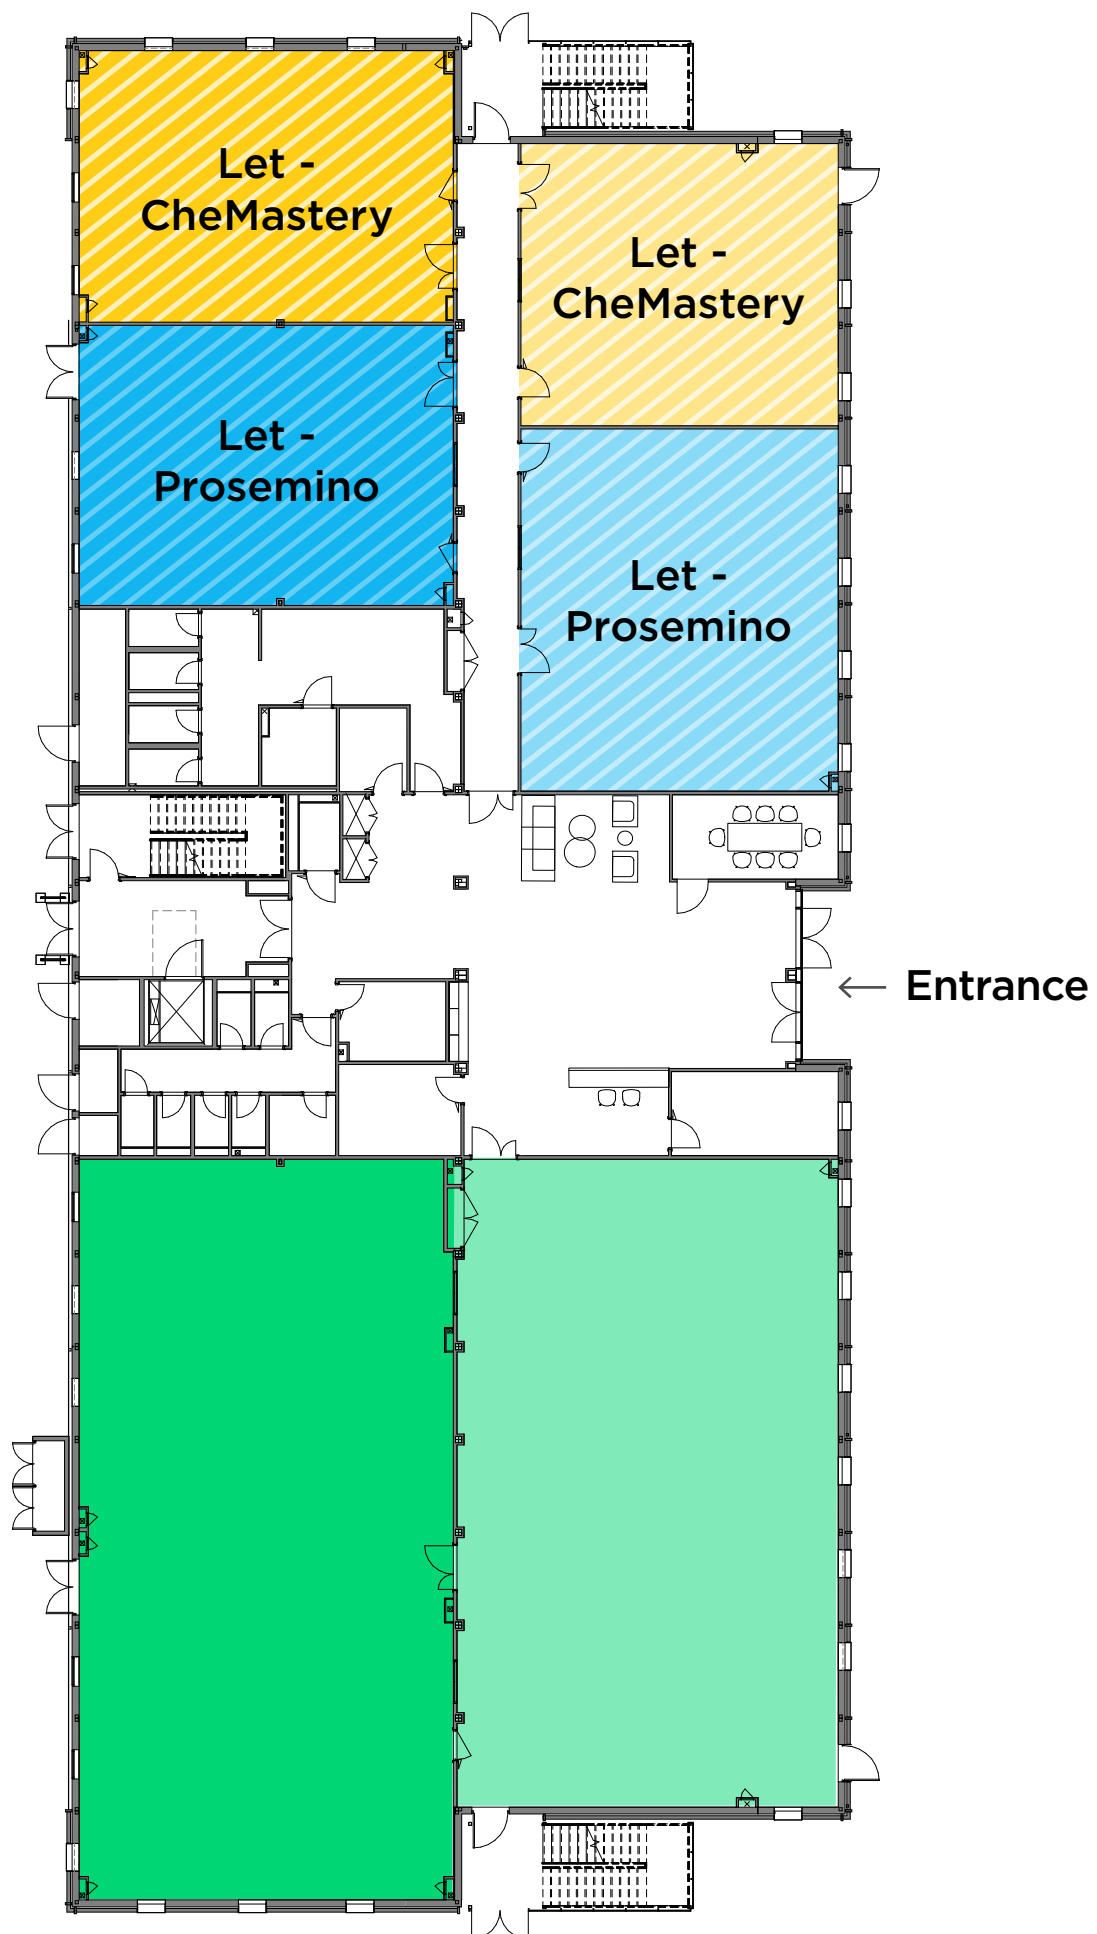 Let -
CheMastery
Let -
CheMastery
Let -
Prosemino
Let -
Prosemino
Entrance